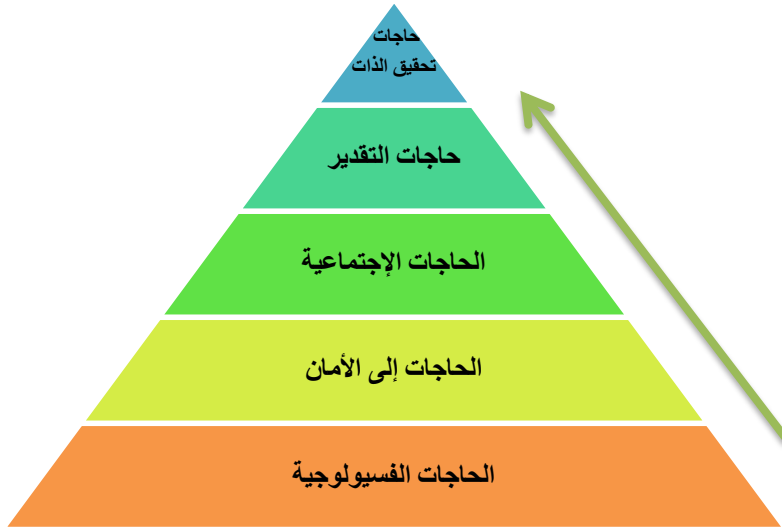 حاجات
تحقيق الذات
حاجات التقدير
الحاجات الإجتماعية
الحاجات إلى الأمان
الحاجات الفسيولوجية